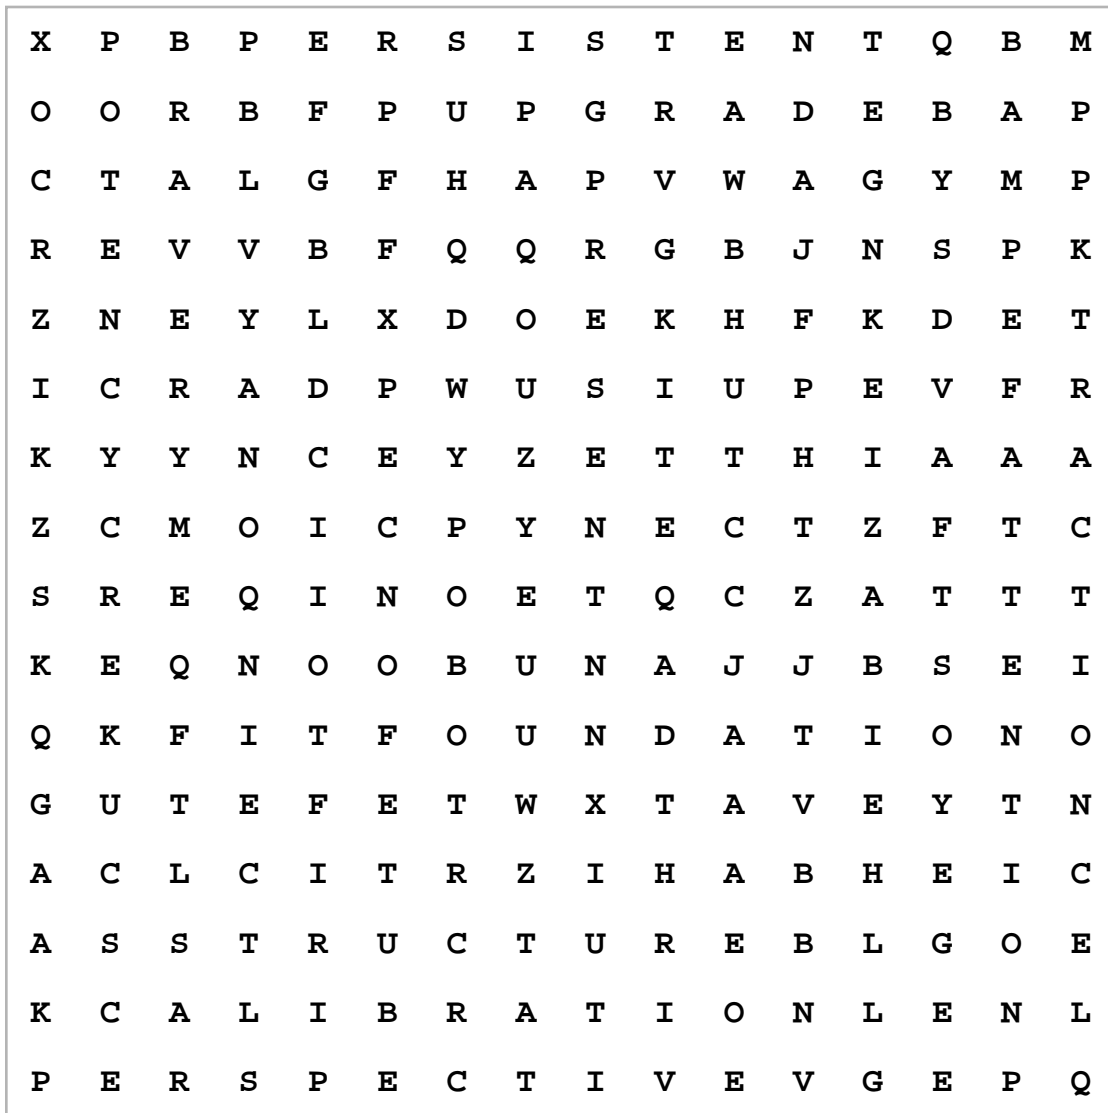 X P B P E R S I S T E N T Q B M
O O R B F P U P G R A D E B A P
C T A L G F H A P V W A G Y M P
R E V V B F Q Q R G B J N S P K
Z N E Y L X D O E K H F K D E T
I C R A D P W U S I U P E V F R
K Y Y N C E Y Z E T T H I A A A
Z C M O I C P Y N E C T Z F T C
S R E Q I N O E T Q C Z A T T T
K E Q N O O B U N A J J B S E I
Q K F I T F O U N D A T I O N O
G U T E F E T W X T A V E Y T N
A C L C I T R Z I H A B H E I C
A S S T R U C T U R E B L G O E
K C A L I B R A T I O N L E N L
P E R S P E C T I V E V G E P Q